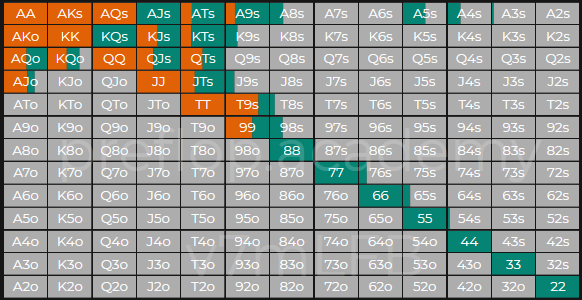 AA AKs AQs AJs ATs A9s A8s A7s A6s A5s A4s A3s A2s
AKo KK KQs KJs KTs K9s K8s K7s K6s K5s K4s K3s K2s
AQo KQo QQ QJs QTs Q9s Q8s Q7s Q6s Q5s Q4s Q3s Q2s
AJo KJo QJo JJ JTs J9s J8s J7s J6s J5s J4s J3s J2s
ATo KTo QTo JTo TT T9s T8s T7s T6s T5s T4s T3s T2s
A9o K9o Q9o J9o T9o 99 98s 97s 96s 95s 94s 93s 92s
A8o K8o Q8o J8o T8o 98o 88 87s 86s 85s 84s 83s 82s
preflop.academy
A7o K7o Q7o J7o T7o 97o 87o 77 76s 75s 74s 73s 72s
A6o K6o Q6o J6o T6o 96o 86o 76o 66 65s 64s 63s 62s
A5o K5o Q5o J5o T5o 95o 85o 75o 65o 55 54s 53s 52s
A4o K4o Q4o J4o T4o 94o 84o 74o 64o 54o 44 43s 42s
A3o K3o Q3o J3o T3o 93o 83o 73o 63o 53o 43o 33 32s
A2o K2o Q2o J2o T2o 92o 82o 72o 62o 52o 42o 32o 22